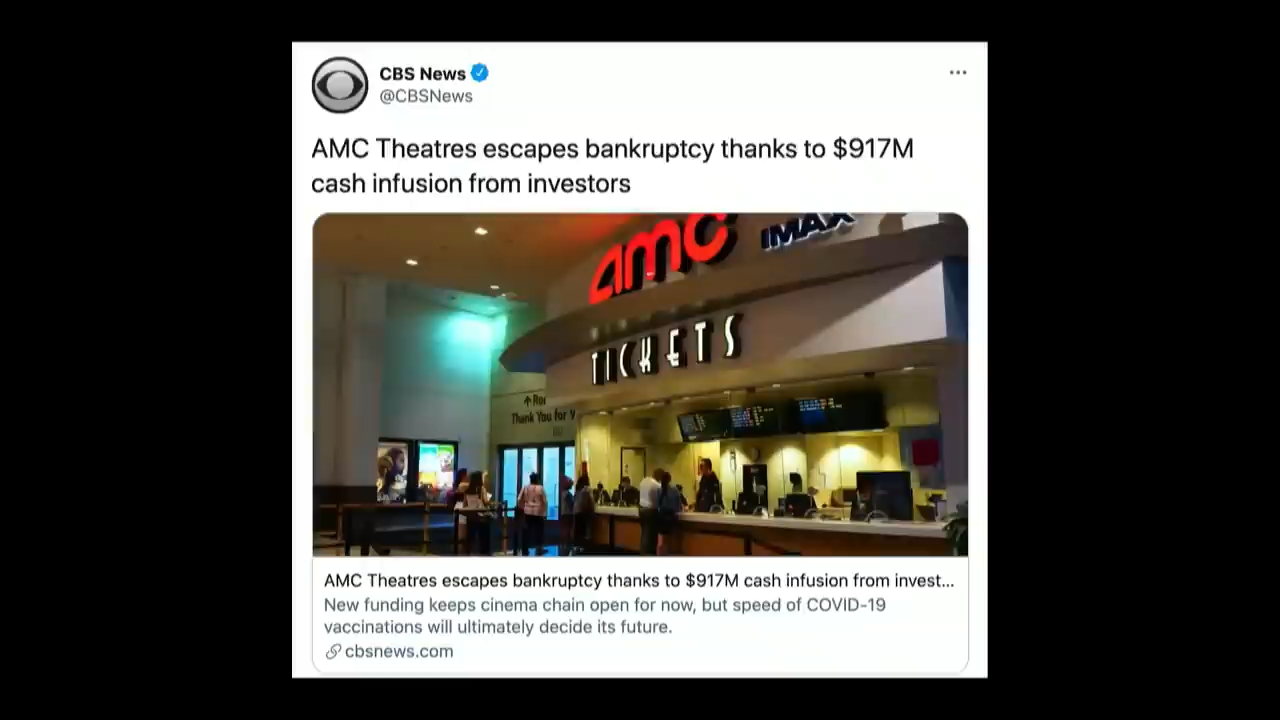 CBS News
@CBSNews
AMC Theatres escapes bankruptcy thanks to $917M
cash infusion from investors
amc IMAX
TICKETS
Thank You for
AMC Theatres escapes bankruptcy thanks to $917M cash infusion from invest...
New funding keeps cinema chain open for now, but speed of COVID-19
vaccinations will ultimately decide its future.
cbsnews.com